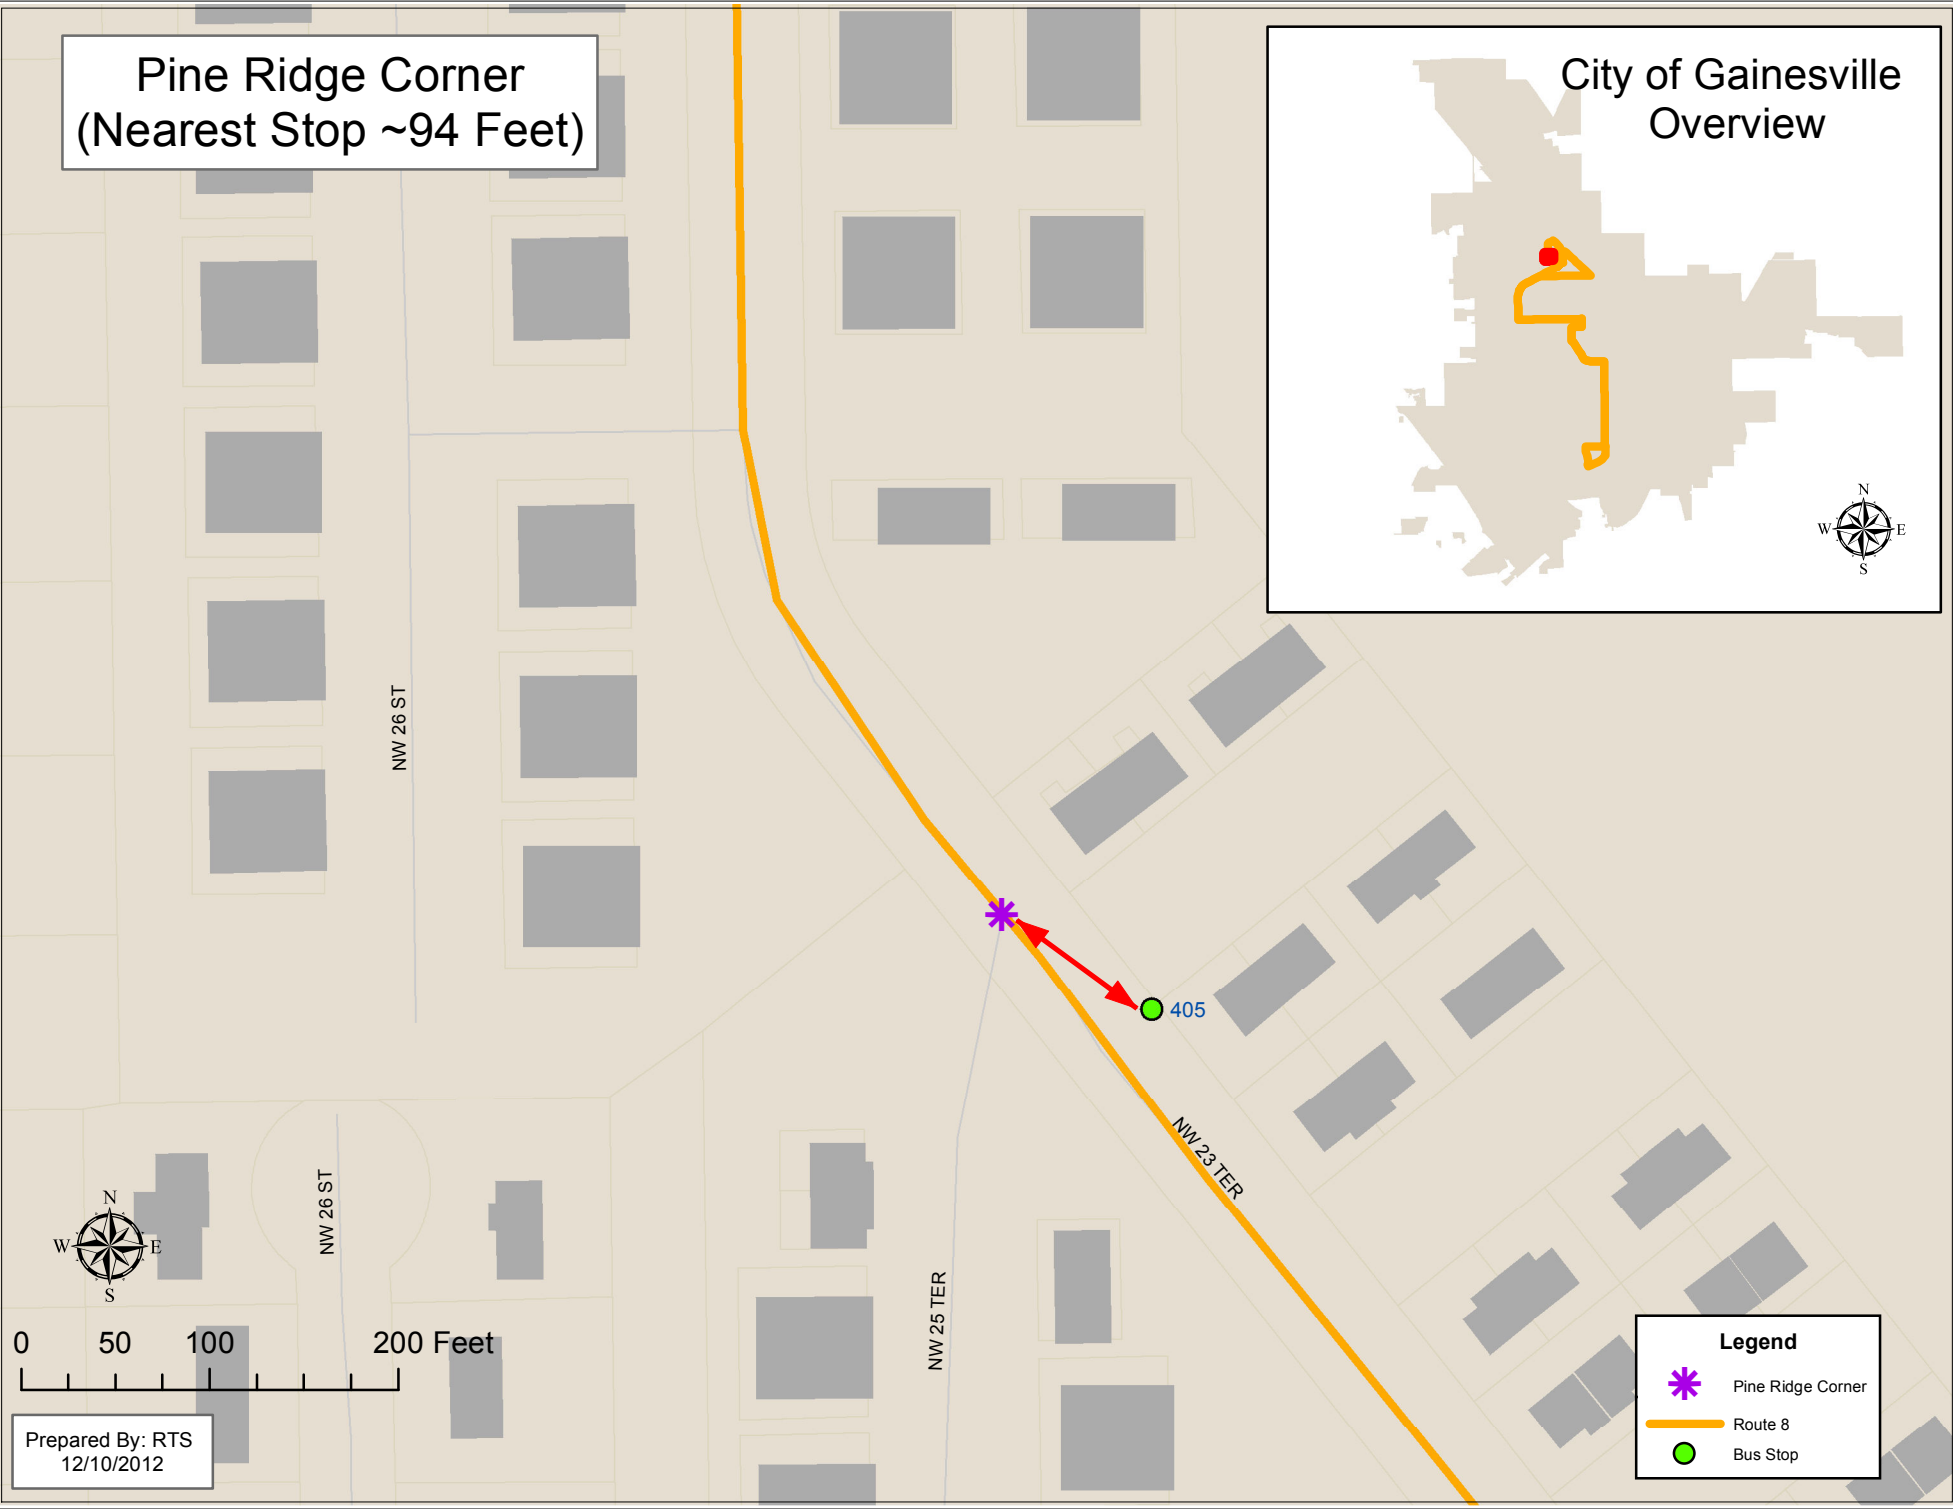 Pine Ridge Corner
(Nearest Stop ~94 Feet)
City of Gainesville
Overview
N
W E
S
NW 26 ST
405
NW 23 TER
NW 26 ST
NW 25 TER
N
W E
S
0 50 100 200 Feet
Prepared By: RTS
12/10/2012
Legend
Pine Ridge Corner
Route 8
Bus Stop